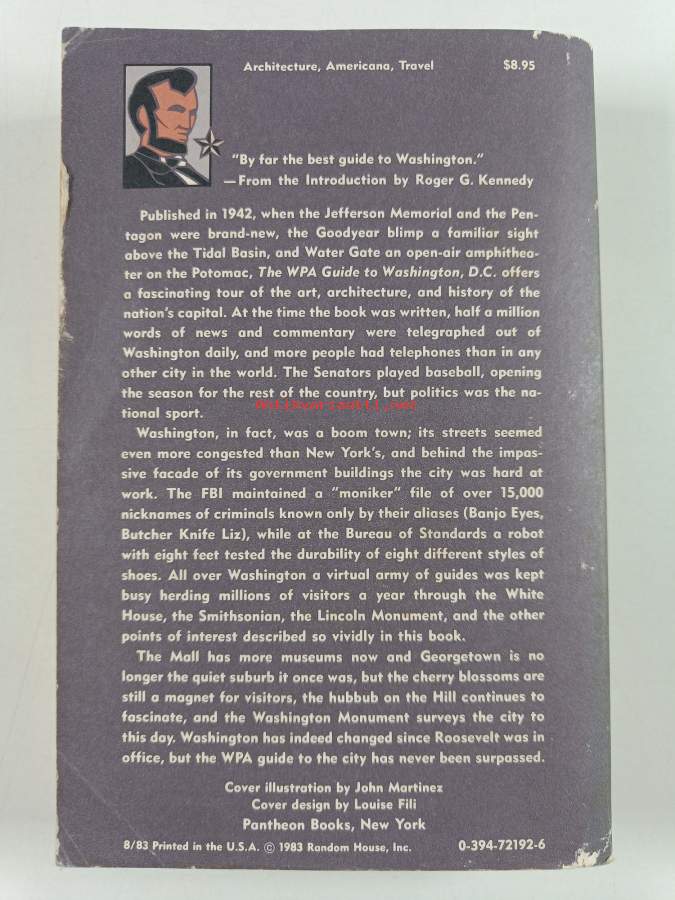 Architecture, Americana, Travel $8.95
"By far the best guide to Washington."
—From the Introduction by Roger G. Kennedy
Published in 1942, when the Jefferson Memorial and the Pen-
tagon were brand-new, the Goodyear blimp a familiar sight
above the Tidal Basin, and Water Gate an open-air amphithea-
ter on the Potomac, The WPA Guide to Washington, D.C. offers
a fascinating tour of the art, architecture, and history of the
nation's capital. At the time the book was written, half a million
words of news and commentary were telegraphed out of
Washington daily, and more people had telephones than in any
other city in the world. The Senators played baseball, opening
the season for the rest of the country, but politics was the na-
tional sport.
Washington, in fact, was a boom town; its streets seemed
even more congested than New York's, and behind the impas-
sive facade of its government buildings the city was hard at
work. The FBI maintained a "moniker" file of over 15,000
nicknames of criminals known only by their aliases (Banjo Eyes,
Butcher Knife Liz), while at the Bureau of Standards a robot
with eight feet tested the durability of eight different styles of
shoes. All over Washington a virtual army of guides was kept
busy herding millions of visitors a year through the White
House, the Smithsonian, the Lincoln Monument, and the other
points of interest described so vividly in this book.
The Mall has more museums now and Georgetown is no
longer the quiet suburb it once was, but the cherry blossoms are
still a magnet for visitors, the hubbub on the Hill continues to
fascinate, and the Washington Monument surveys the city to
this day. Washington has indeed changed since Roosevelt was in
office, but the WPA guide to the city has never been surpassed.
Cover illustration by John Martinez
Cover design by Louise Fili
Pantheon Books, New York
8/83 Printed in the U.S.A. © 1983 Random House, Inc. 0-394-72192-6